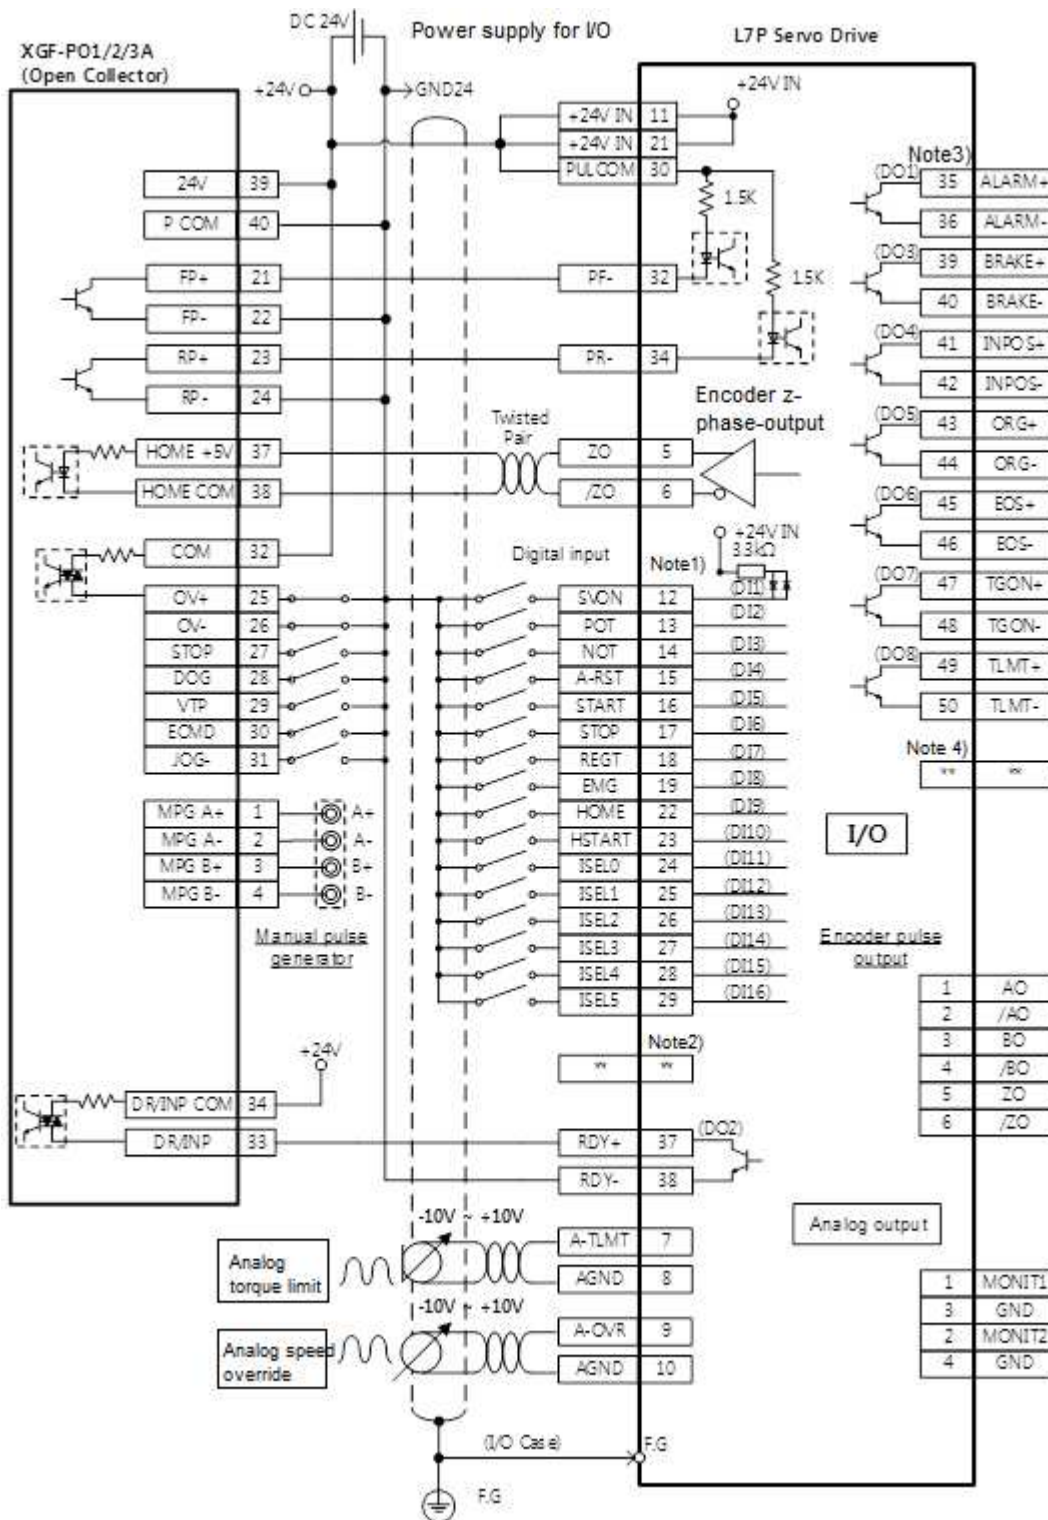 DC 24V
Power supply for I/O
L7P Servo Drive
XGF-PO1/2/3A
(Open Collector)
+24V
GND24
+24V IN
+24V IN 11
+24V IN 21
PULCOM 30
1.5K
1.5K
24V 39
P COM 40
FP+ 21
FP- 22
RP+ 23
RP- 24
PF- 32
PR- 34
HOME +5V 37
HOME COM 38
Twisted
Pair
ZO 5
/ZO 6
Encoder z-
phase-output
COM 32
OV+ 25
OV- 26
STOP 27
DOG 28
VTP 29
ECMD 30
JOG- 31
Digital input
Note1)
+24V IN
3.3kΩ
SVON 12 (DI1)
POT 13 (DI2)
NOT 14 (DI3)
A-RST 15 (DI4)
START 16 (DI5)
STOP 17 (DI6)
REGT 18 (DI7)
EMG 19 (DI8)
HOME 22 (DI9)
HSTART 23 (DI10)
ISEL0 24 (DI11)
ISEL1 25 (DI12)
ISEL2 26 (DI13)
ISEL3 27 (DI14)
ISEL4 28 (DI15)
ISEL5 29 (DI16)
MPG A+ 1 A+
MPG A- 2 A-
MPG B+ 3 B+
MPG B- 4 B-
Manual pulse
generator
Note2)
** **
+24V
DR/INP COM 34
DR/INP 33
RDY+ 37 (DO2)
RDY- 38
-10V ~ +10V
Analog
torque limit
A-TLMT 7
AGND 8
-10V ~ +10V
Analog speed
override
A-OVR 9
AGND 10
(I/O Case)
F.G
F.G
Note3)
(DO1) 35 ALARM+
36 ALARM-
(DO3) 39 BRAKE+
40 BRAKE-
(DO4) 41 INPOS+
42 INPOS-
(DO5) 43 ORG+
44 ORG-
(DO6) 45 EOS+
46 EOS-
(DO7) 47 TGON+
48 TGON-
(DO8) 49 TLMT+
50 TLMT-
Note 4)
** **
I/O
Encoder pulse
output
1 AO
2 /AO
3 BO
4 /BO
5 ZO
6 /ZO
Analog output
1 MONIT1
3 GND
2 MONIT2
4 GND